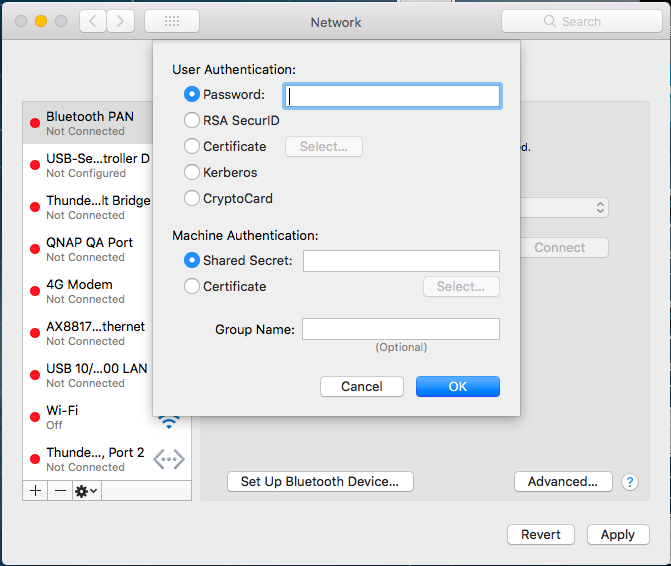 Network
Search
User Authentication:
Password:
RSA SecurID
Certificate Select...
Kerberos
CryptoCard
Machine Authentication:
Shared Secret:
Certificate Select...
Group Name:
(Optional)
Cancel OK
Bluetooth PAN
Not Connected
USB-Se...troller D
Not Configured
Thunde...lt Bridge
Not Connected
QNAP QA Port
Not Connected
4G Modem
Not Connected
AX8817...thernet
Not Connected
USB 10/...00 LAN
Not Connected
Wi-Fi
Off
Thunde..., Port 2
Not Connected
Connect
Set Up Bluetooth Device...
Advanced...
?
Revert
Apply